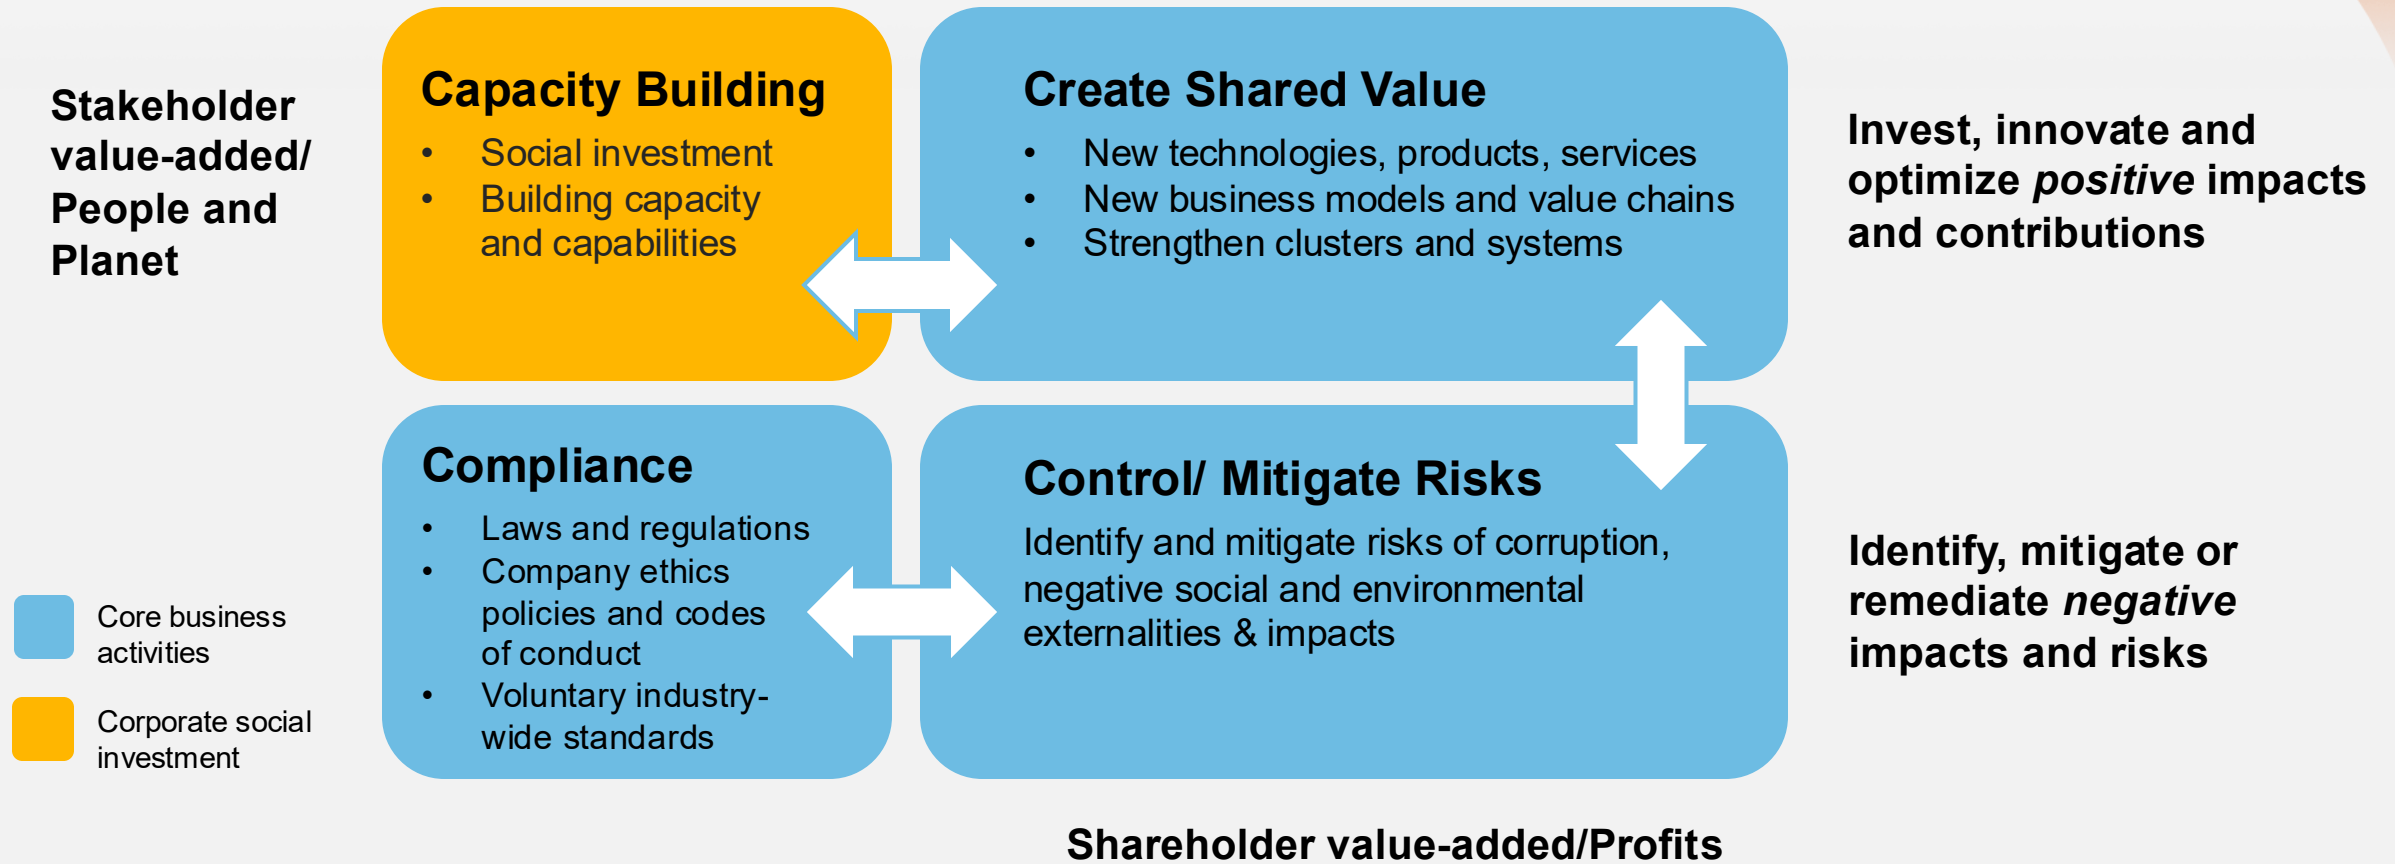 Stakeholder
value-added/
People and
Planet
Capacity Building
• Social investment
• Building capacity
and capabilities
Create Shared Value
• New technologies, products, services
• New business models and value chains
• Strengthen clusters and systems
Invest, innovate and
optimize positive impacts
and contributions
Compliance
• Laws and regulations
• Company ethics
policies and codes
of conduct
• Voluntary industry-
wide standards
Control/ Mitigate Risks
Identify and mitigate risks of corruption,
negative social and environmental
externalities & impacts
Identify, mitigate or
remediate negative
impacts and risks
Core business
activities
Corporate social
investment
Shareholder value-added/Profits